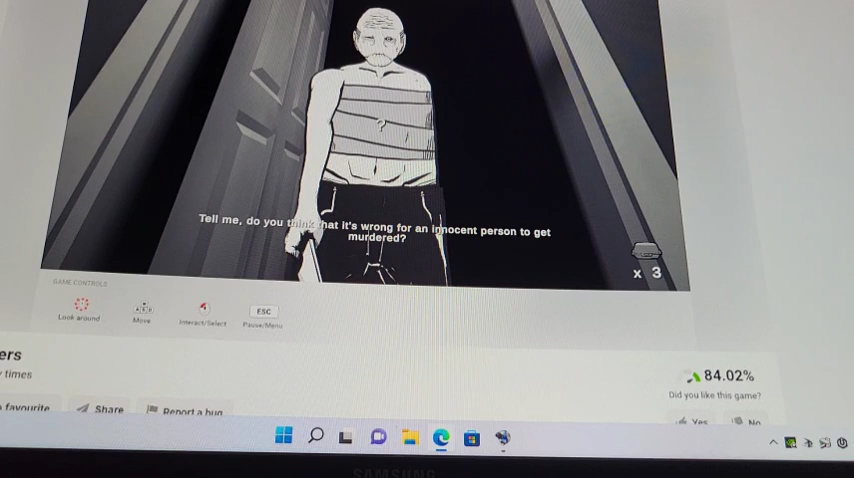 ?
Tell me, do you think that it's wrong for an innocent person to get
murdered?
x 3
GAME CONTROLS
Look around
A S D
Move
Interact/Select
ESC
Pause/Menu
ers
times
84.02%
Did you like this game?
favourite
Share
Report a bug
Yes
No
SAMSUNG